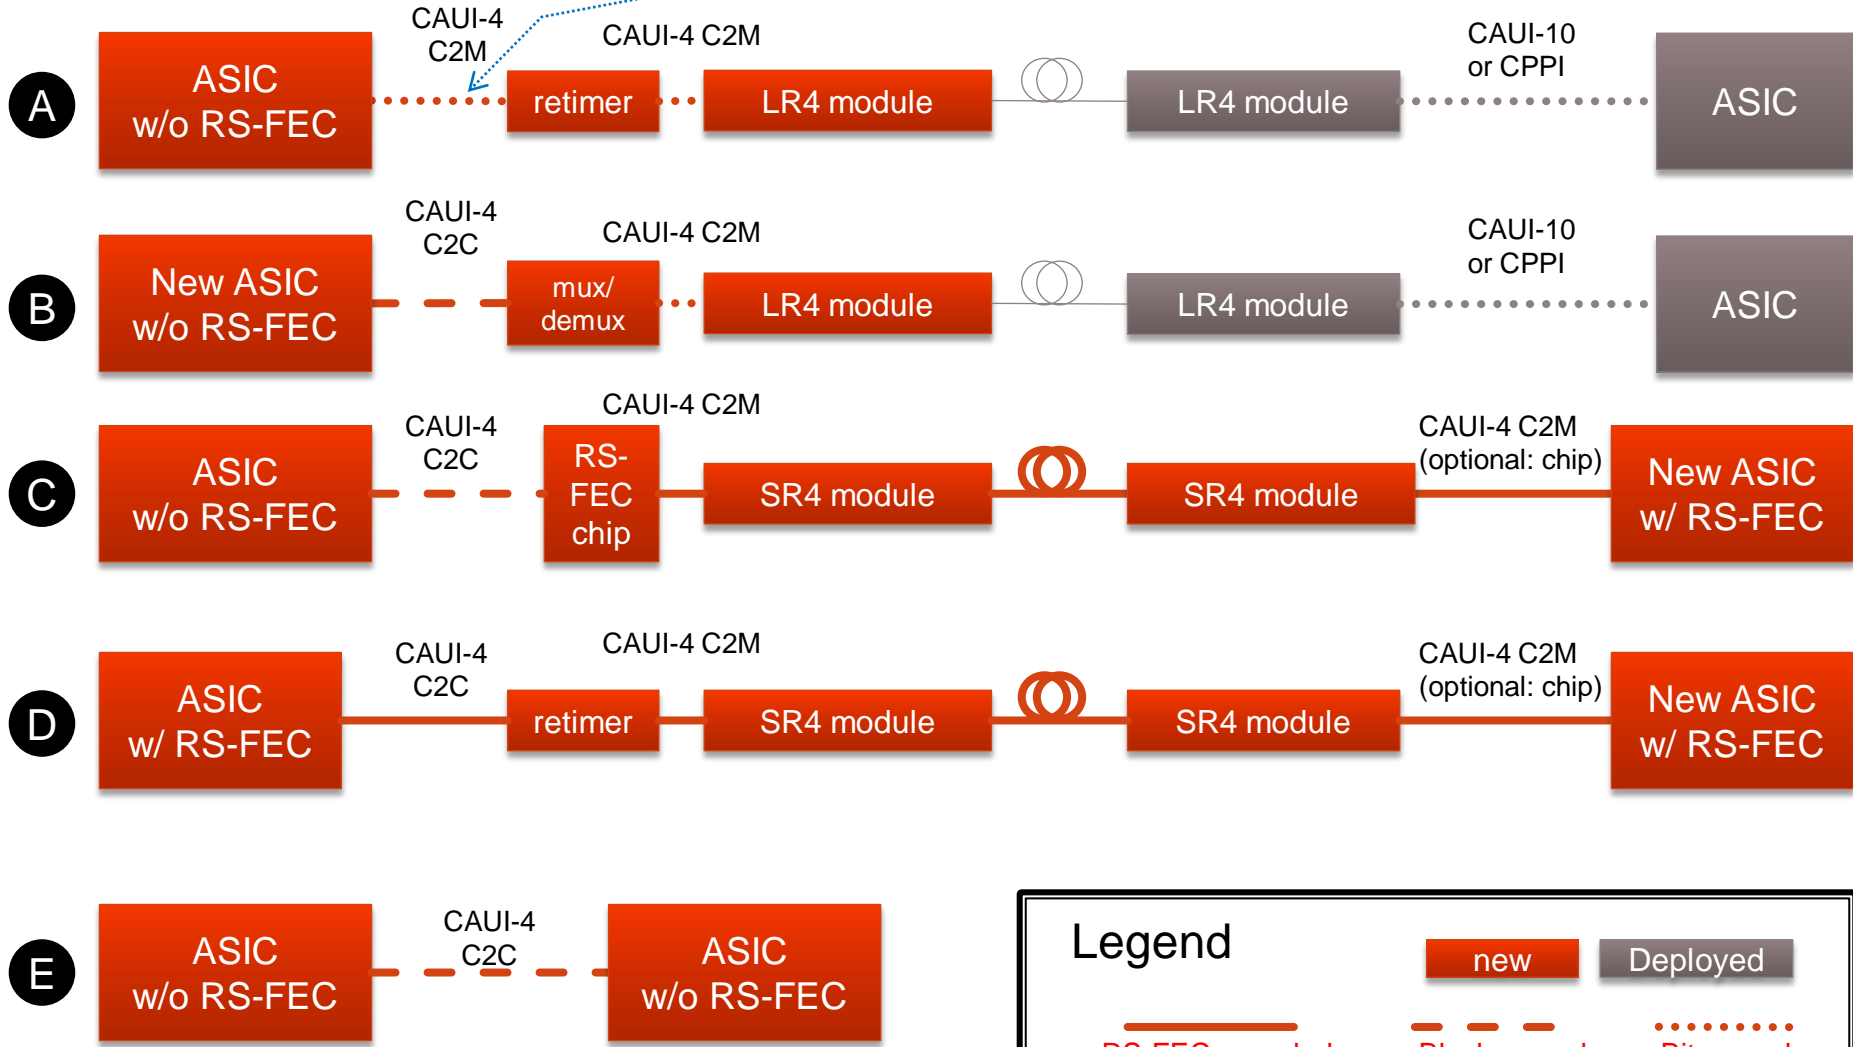 CAUI-4
C2M
CAUI-4 C2M
CAUI-10
or CPPI
A
ASIC
w/o RS-FEC
retimer
LR4 module
LR4 module
ASIC
CAUI-4
C2C
CAUI-4 C2M
CAUI-10
or CPPI
B
New ASIC
w/o RS-FEC
mux/
demux
LR4 module
LR4 module
ASIC
CAUI-4
C2C
CAUI-4 C2M
CAUI-4 C2M
(optional: chip)
C
ASIC
w/o RS-FEC
RS-
FEC
chip
SR4 module
SR4 module
New ASIC
w/ RS-FEC
CAUI-4
C2C
CAUI-4 C2M
CAUI-4 C2M
(optional: chip)
D
ASIC
w/ RS-FEC
retimer
SR4 module
SR4 module
New ASIC
w/ RS-FEC
E
ASIC
w/o RS-FEC
CAUI-4
C2C
ASIC
w/o RS-FEC
Legend
new
Deployed